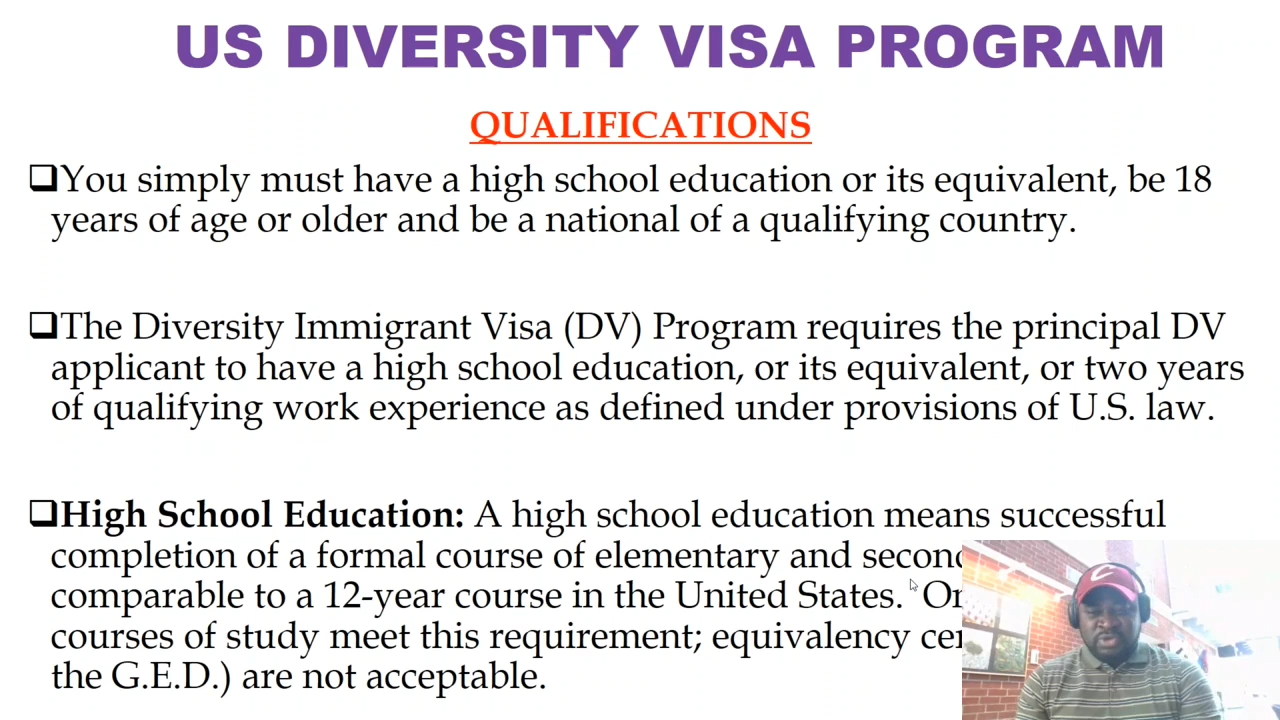 US DIVERSITY VISA PROGRAM
QUALIFICATIONS
❑You simply must have a high school education or its equivalent, be 18
years of age or older and be a national of a qualifying country.
❑The Diversity Immigrant Visa (DV) Program requires the principal DV
applicant to have a high school education, or its equivalent, or two years
of qualifying work experience as defined under provisions of U.S. law.
❑High School Education: A high school education means successful
completion of a formal course of elementary and
comparable to a 12-year course in the United States.
courses of study meet this requirement; equivalency
the G.E.D.) are not acceptable.